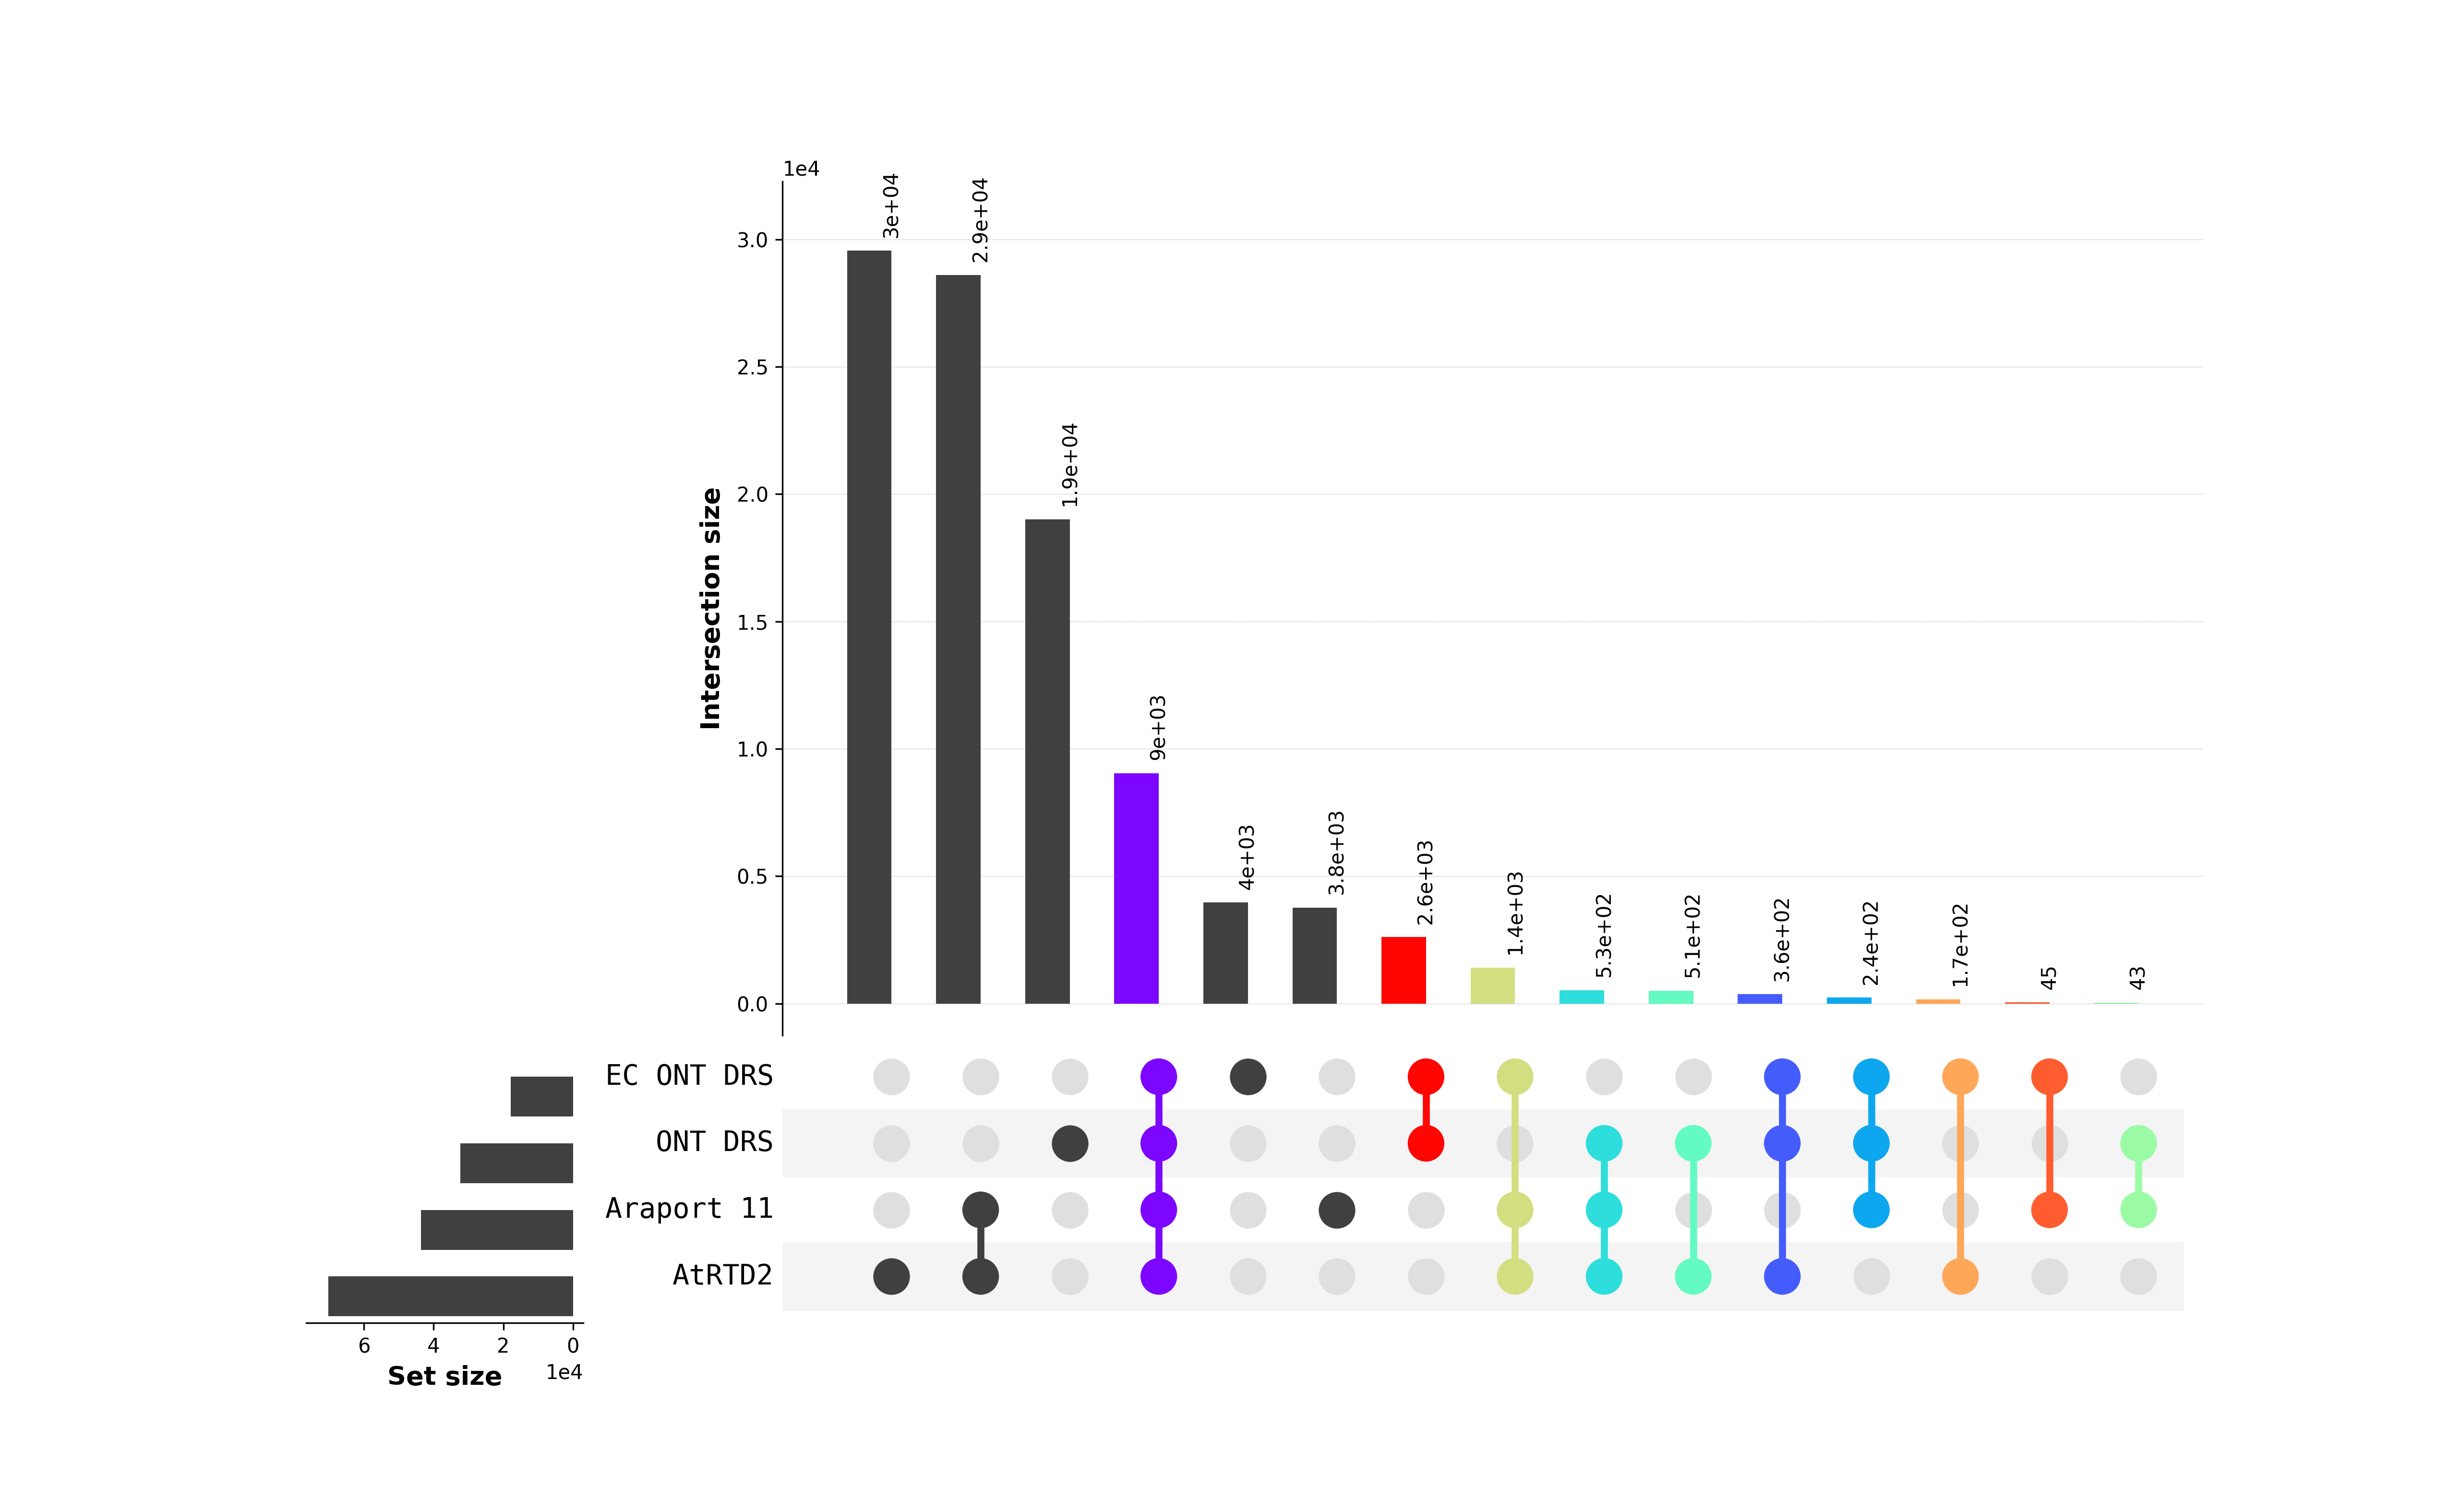 1e4
3e+04
2.9e+04
1.9e+04
9e+03
4e+03
3.8e+03
2.6e+03
1.4e+03
5.3e+02
5.1e+02
3.6e+02
2.4e+02
1.7e+02
45
43
3.0
2.5
2.0
1.5
1.0
0.5
0.0
Intersection size
EC ONT DRS
ONT DRS
Araport 11
AtRTD2
6 4 2 0
1e4
Set size